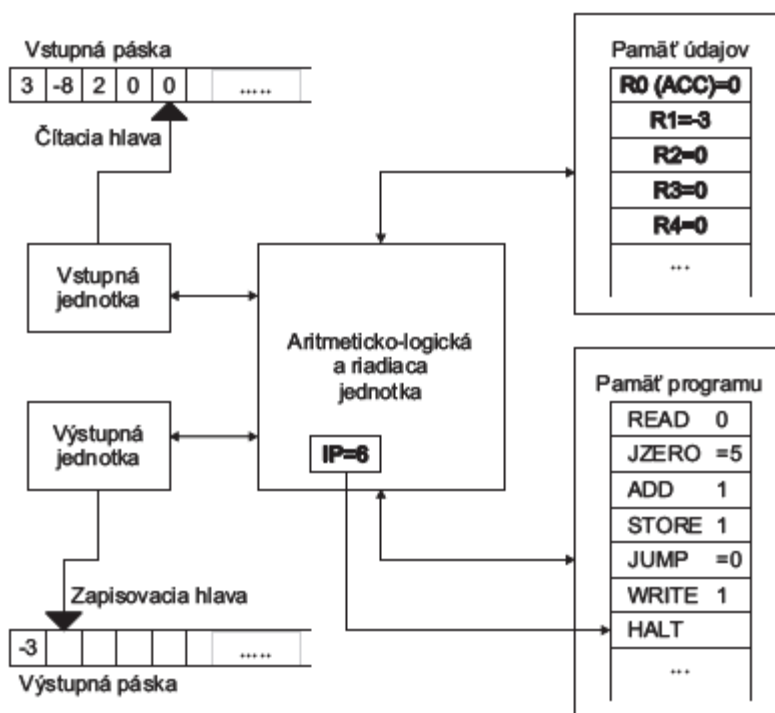 Vstupná páska
3 -8 2 0 0 .....
Čítacia hlava
Vstupná
jednotka
Výstupná
jednotka
Zapisovacia hlava
-3 .....
Výstupná páska
Aritmeticko-logická
a riadiaca
jednotka
IP=6
Pamäť údajov
R0 (ACC)=0
R1=-3
R2=0
R3=0
R4=0
...
Pamäť programu
READ 0
JZERO =5
ADD 1
STORE 1
JUMP =0
WRITE 1
HALT
...